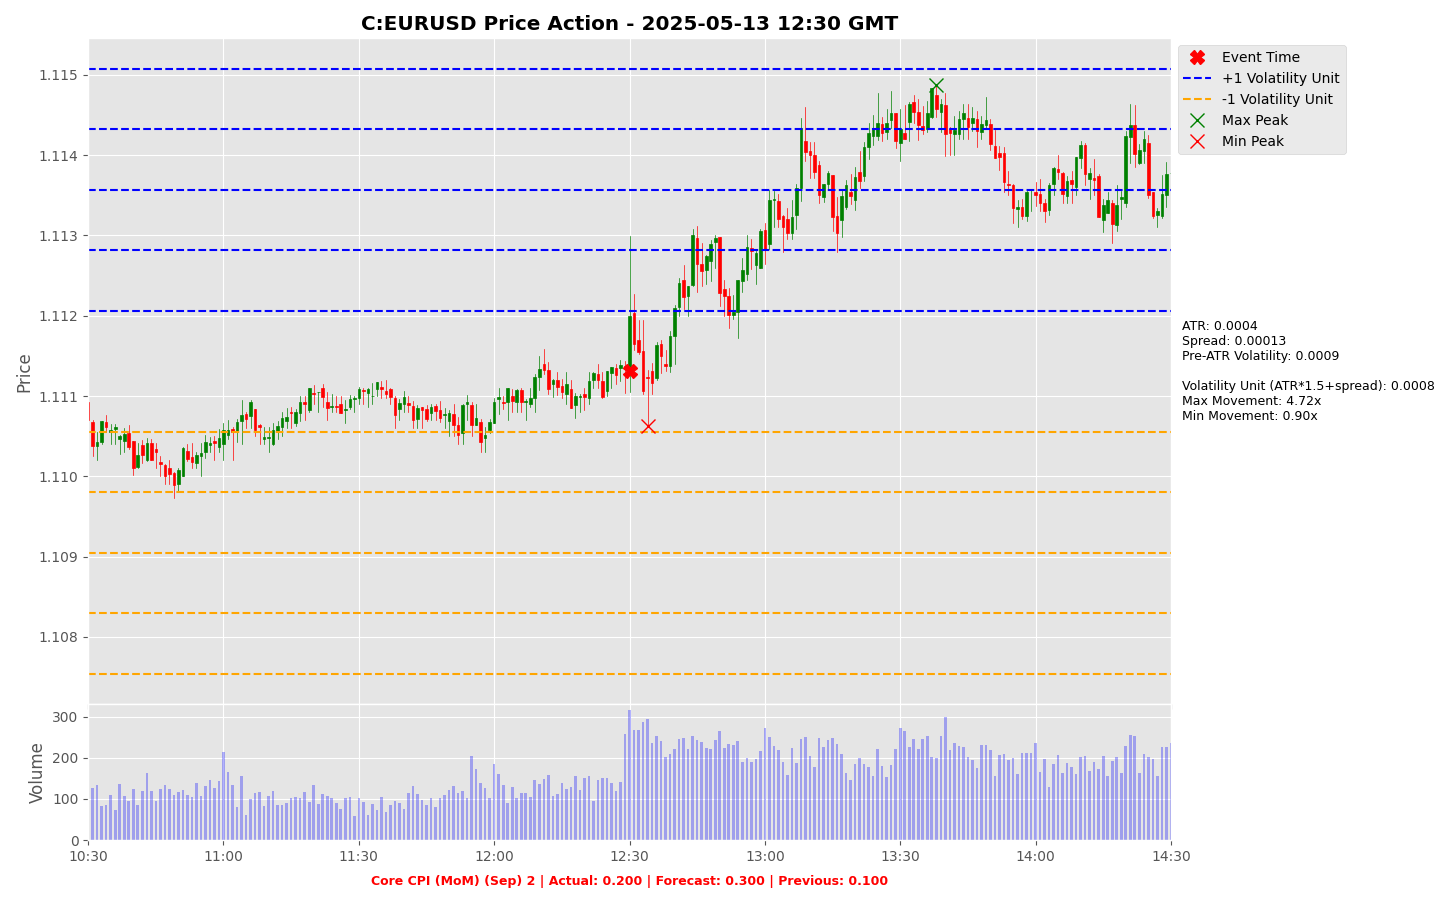 C:EURUSD Price Action - 2025-05-13 12:30 GMT
Event Time
+1 Volatility Unit
-1 Volatility Unit
Max Peak
Min Peak
1.115
1.114
1.113
1.112
1.111
1.110
1.109
1.108
Price
ATR: 0.0004
Spread: 0.00013
Pre-ATR Volatility: 0.0009
Volatility Unit (ATR*1.5+spread): 0.0008
Max Movement: 4.72x
Min Movement: 0.90x
300
200
100
0
Volume
10:30
11:00
11:30
12:00
12:30
13:00
13:30
14:00
14:30
Core CPI (MoM) (Sep) 2 | Actual: 0.200 | Forecast: 0.300 | Previous: 0.100